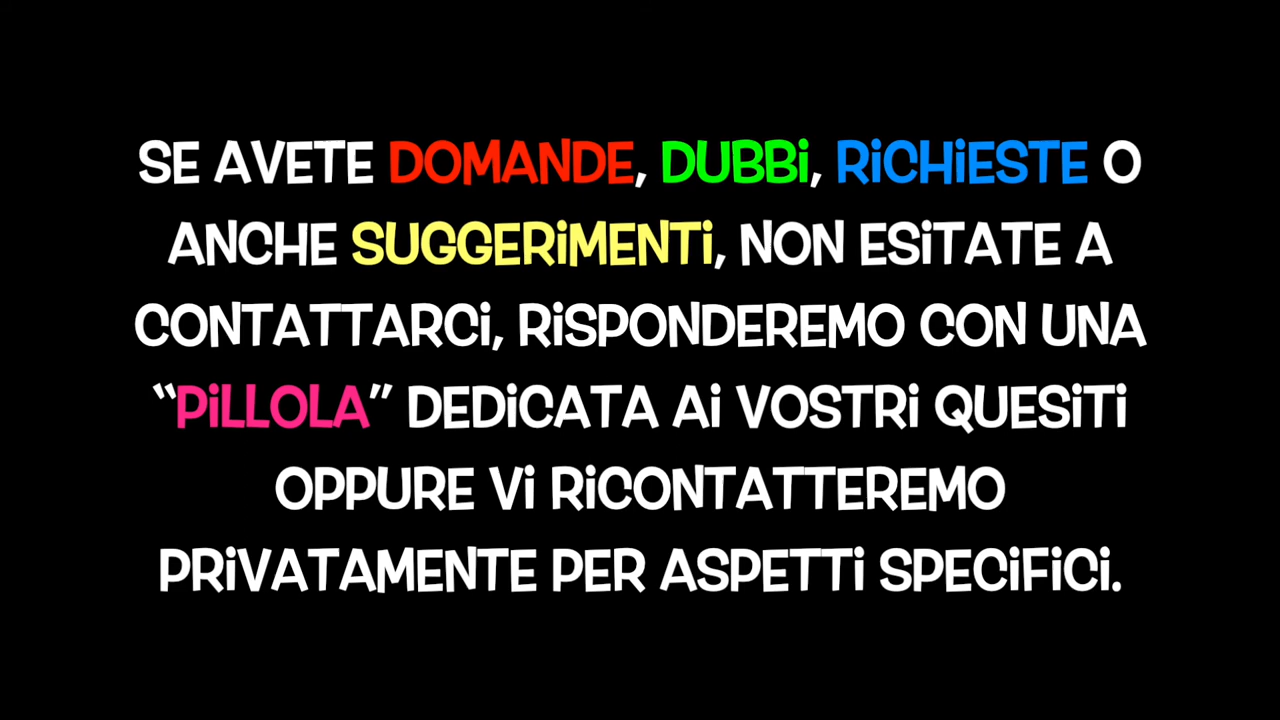 SE AVETE DOMANDE, DUBBi, RiCHiESTE O
ANCHE SUGGERiMENTi, NON ESiTATE A
CONTATTARCi, RiSPONDEREMO CON UNA
“PiLLOLA” DEDiCATA Ai VOSTRi QUESiTi
OPPURE Vi RiCONTATTEREMO
PRiVATAMENTE PER ASPETTi SPECiFiCi.